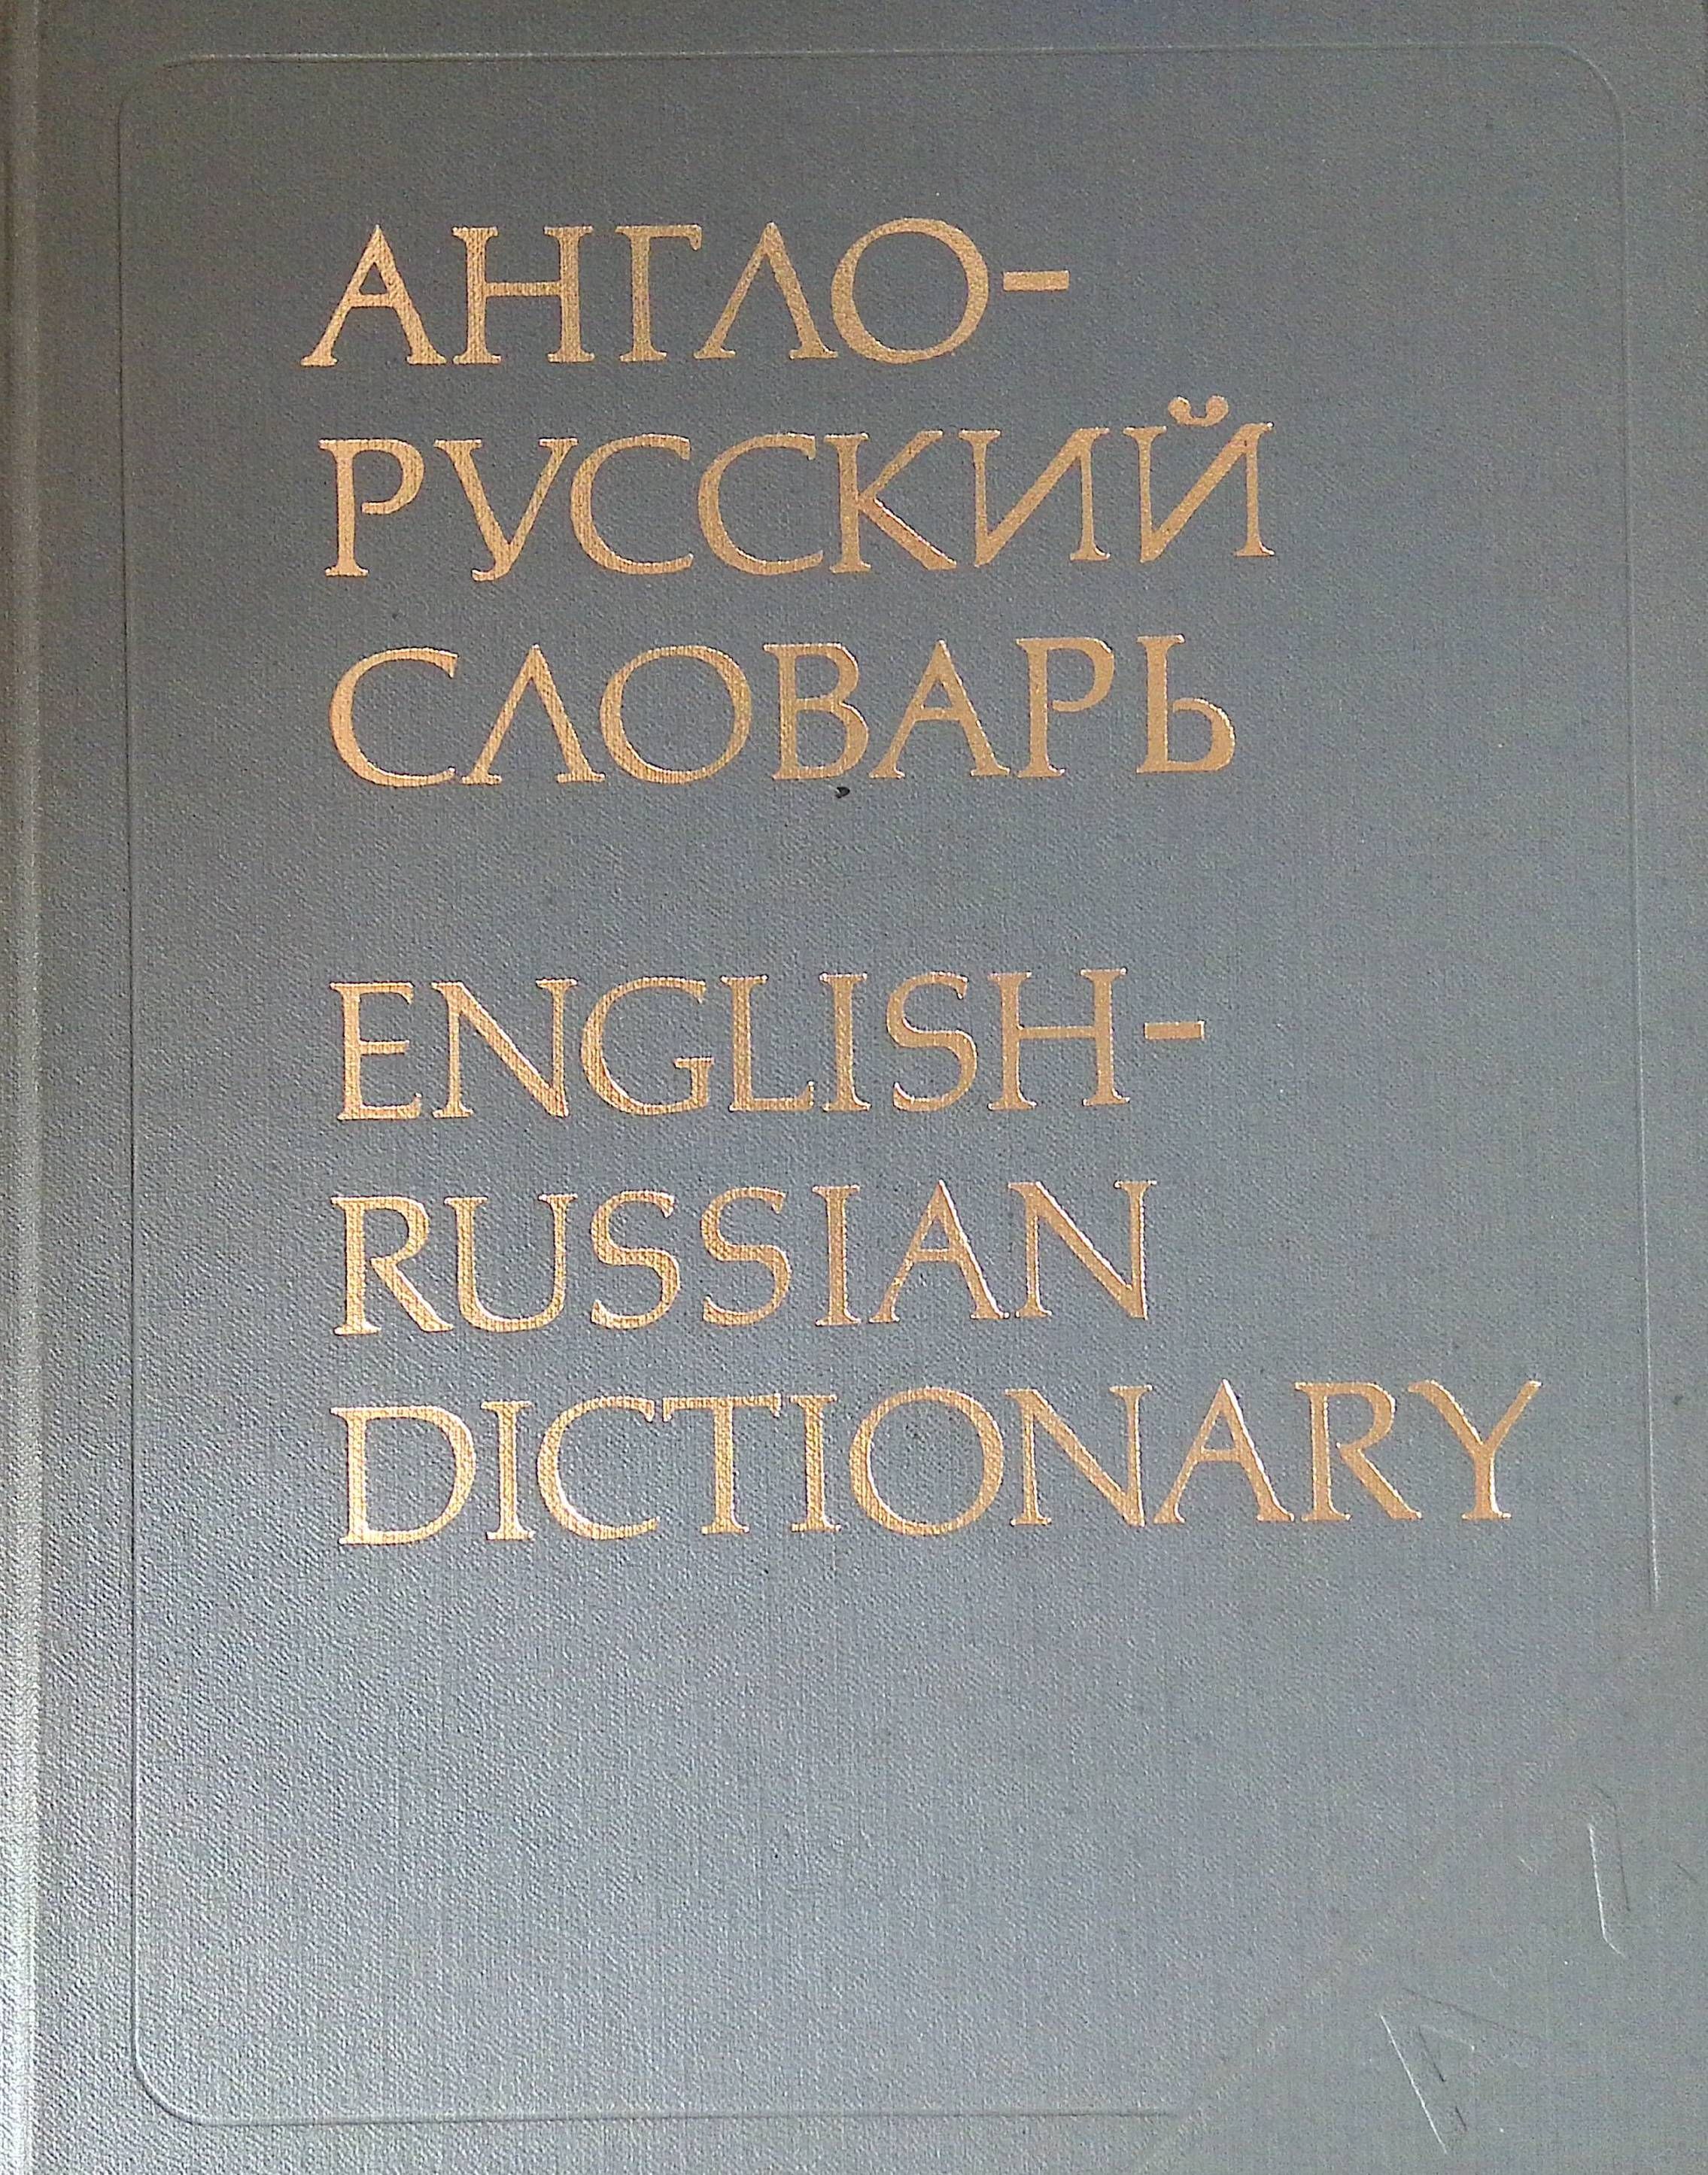 АНГЛО-
РУССКИЙ
СЛОВАРЬ
ENGLISH-
RUSSIAN
DICTIONARY